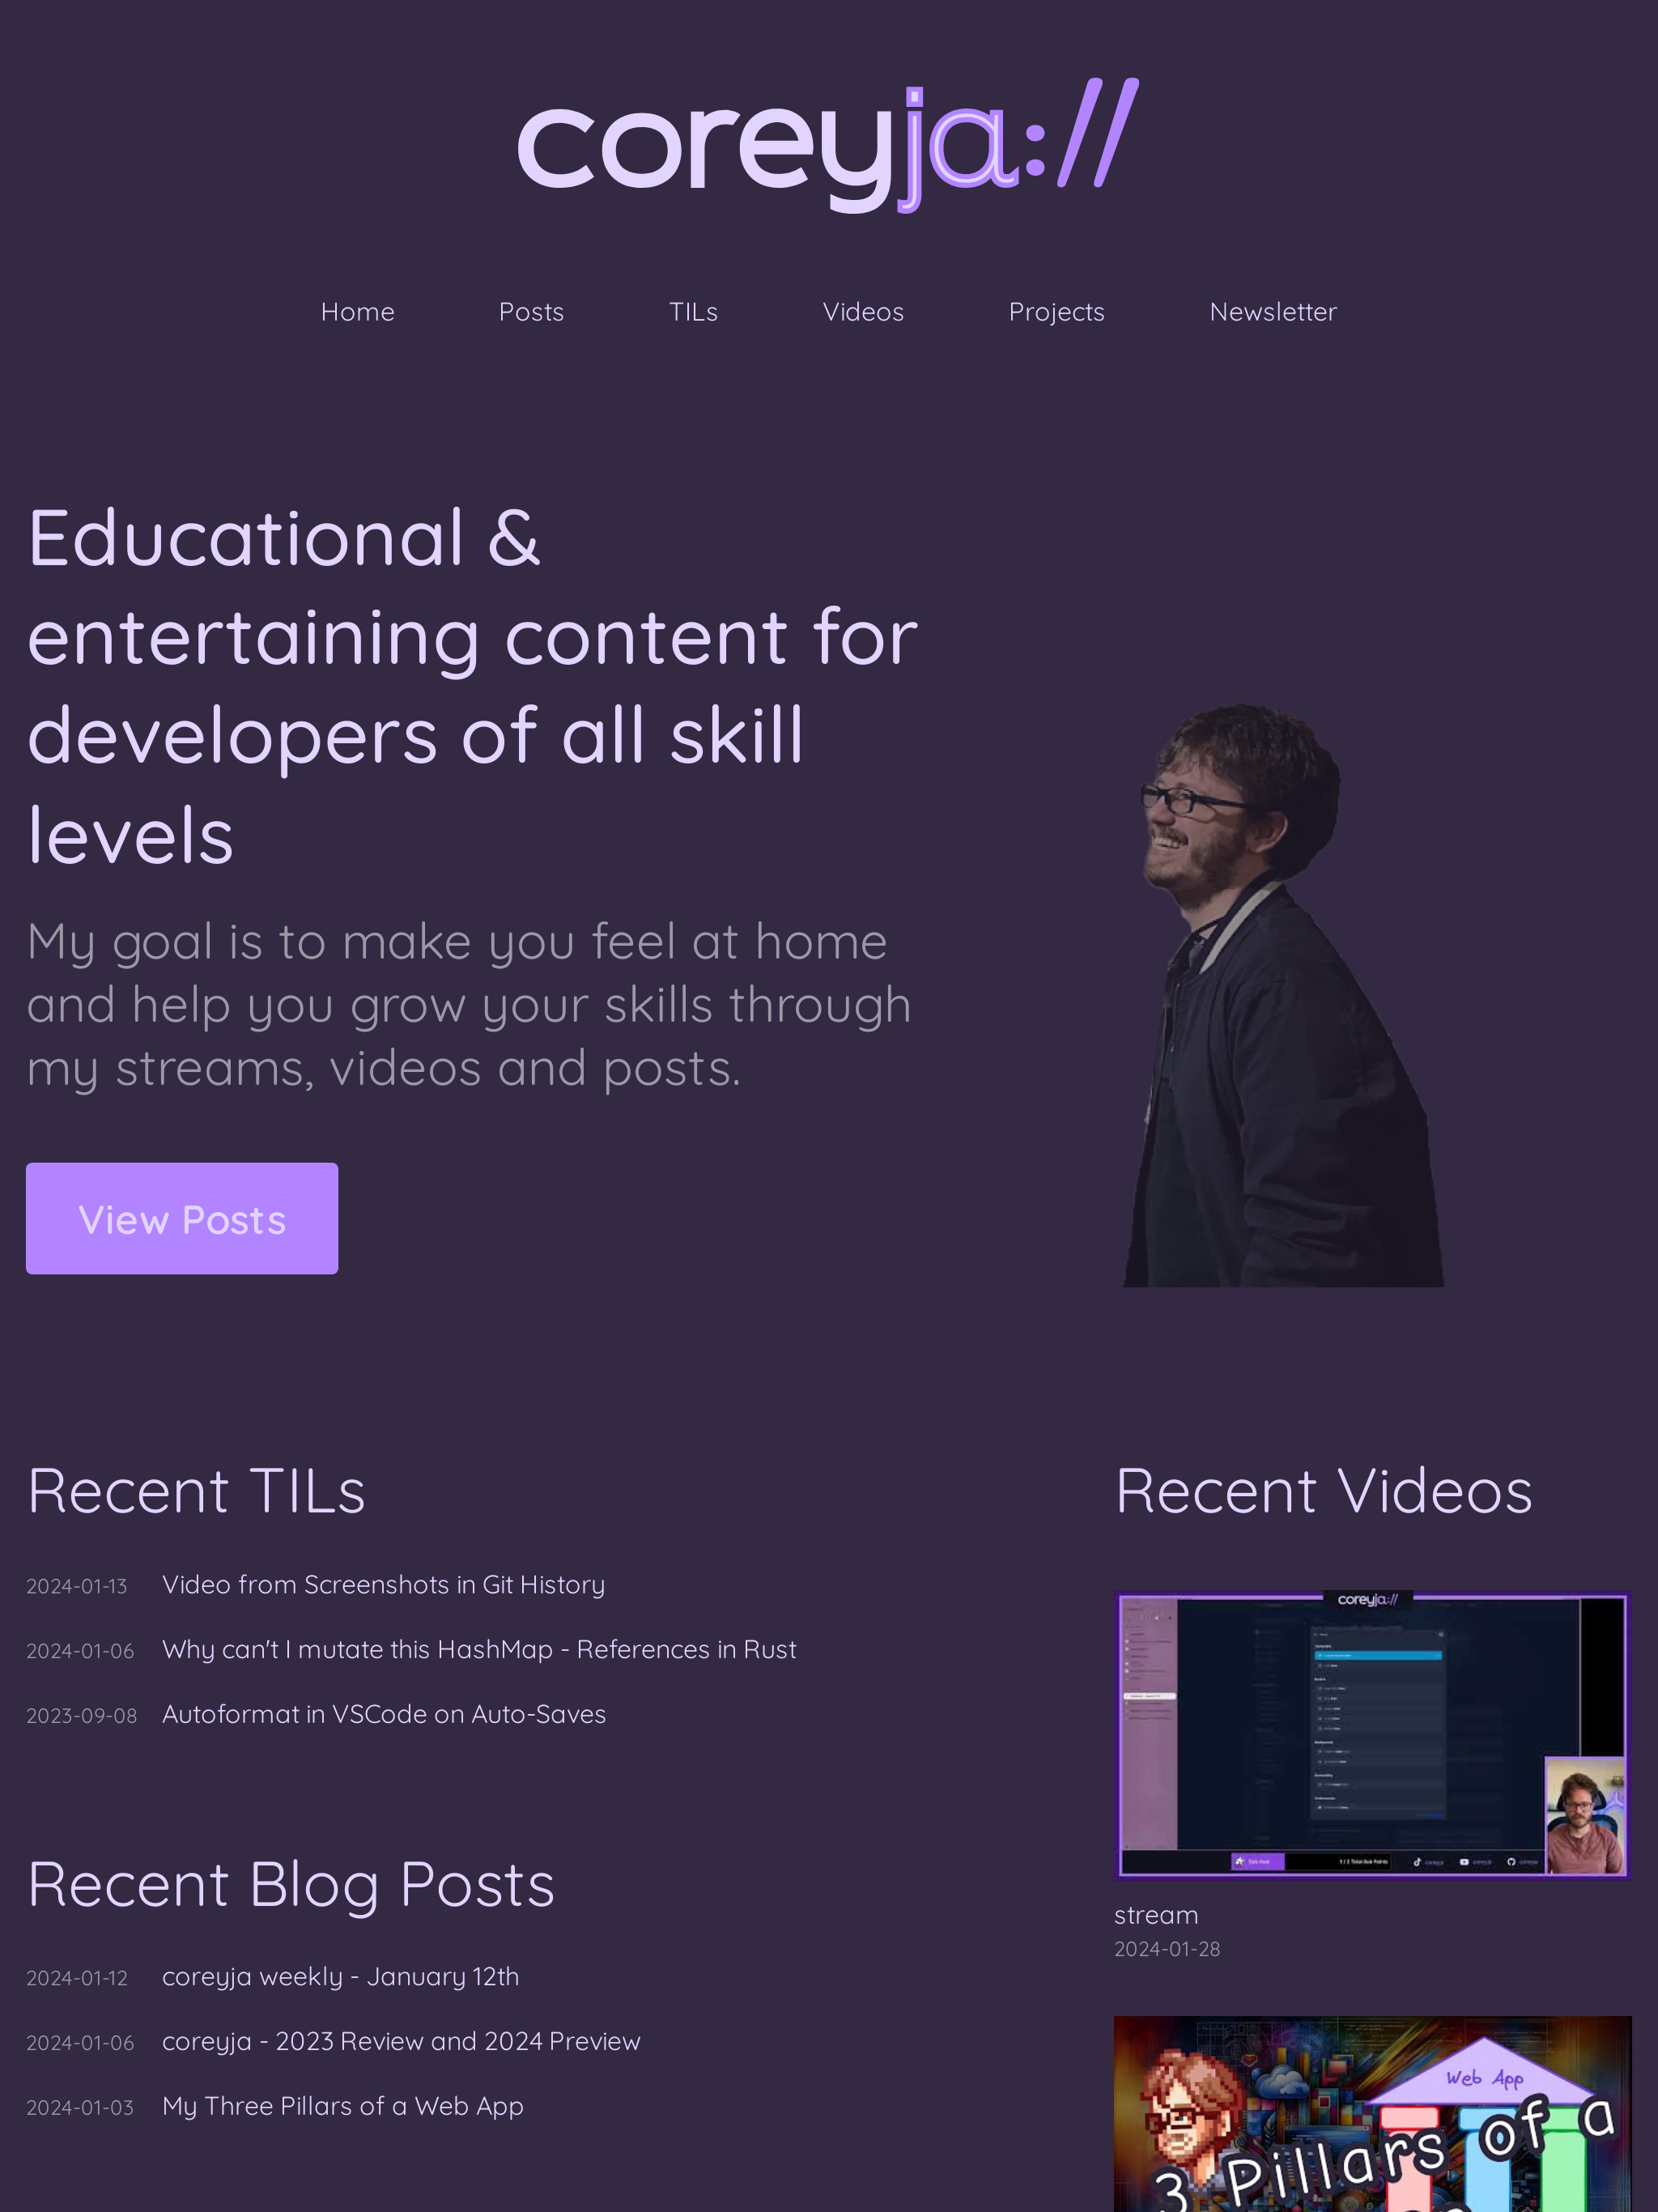 coreyja://
Home Posts TILs Videos Projects Newsletter
Educational &
entertaining content for
developers of all skill
levels
My goal is to make you feel at home
and help you grow your skills through
my streams, videos and posts.
View Posts
Recent TILs
2024-01-13 Video from Screenshots in Git History
2024-01-06 Why can't I mutate this HashMap - References in Rust
2023-09-08 Autoformat in VSCode on Auto-Saves
Recent Blog Posts
2024-01-12 coreyja weekly - January 12th
2024-01-06 coreyja - 2023 Review and 2024 Preview
2024-01-03 My Three Pillars of a Web App
Recent Videos
coreyja://
stream
2024-01-28
Web App
3 Pillars of a